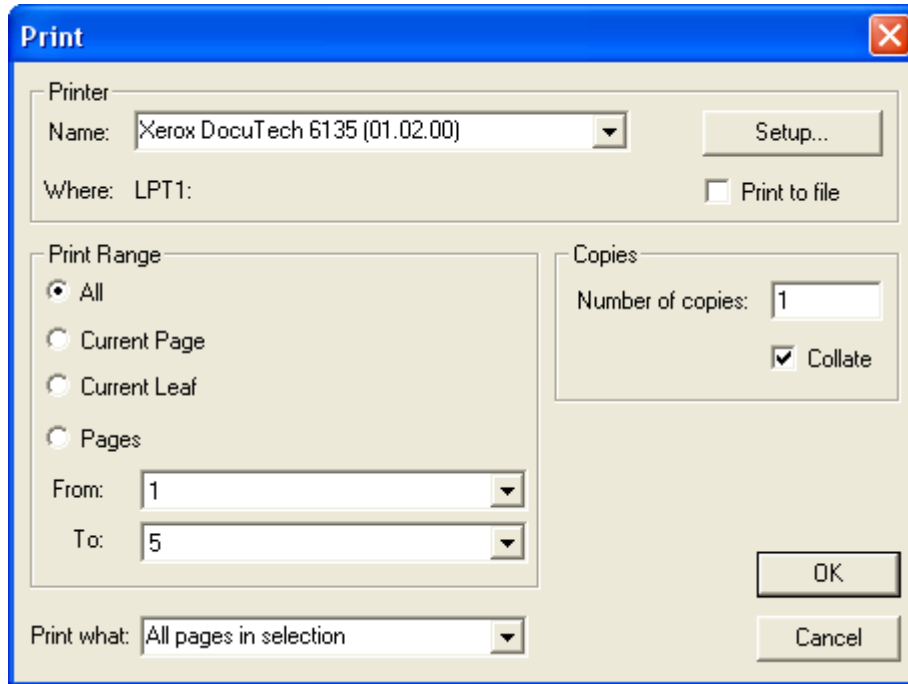 Print
Printer
Name: Xerox DocuTech 6135 (01.02.00) Setup...
Where: LPT1: Print to file
Print Range
All
Current Page
Current Leaf
Pages
From: 1
To: 5
Copies
Number of copies: 1
Collate
Print what: All pages in selection
OK
Cancel